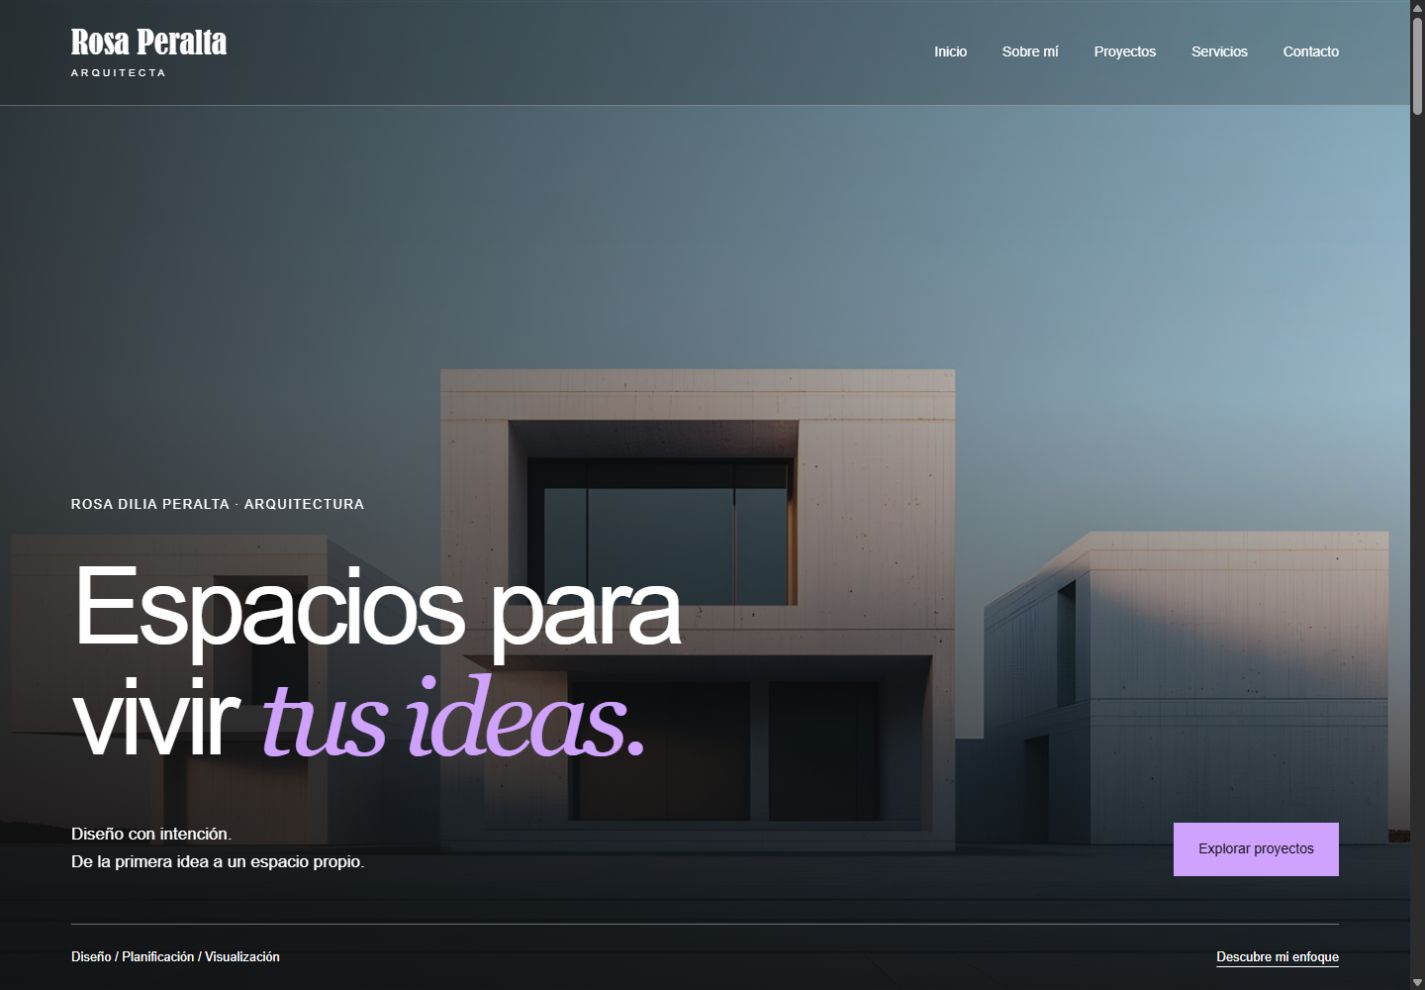 Rosa Peralta
ARQUITECTA
Inicio
Sobre mí
Proyectos
Servicios
Contacto
ROSA DILIA PERALTA · ARQUITECTURA
Espacios para
vivir tus ideas.
Diseño con intención.
De la primera idea a un espacio propio.
Explorar proyectos
Diseño / Planificación / Visualización
Descubre mi enfoque